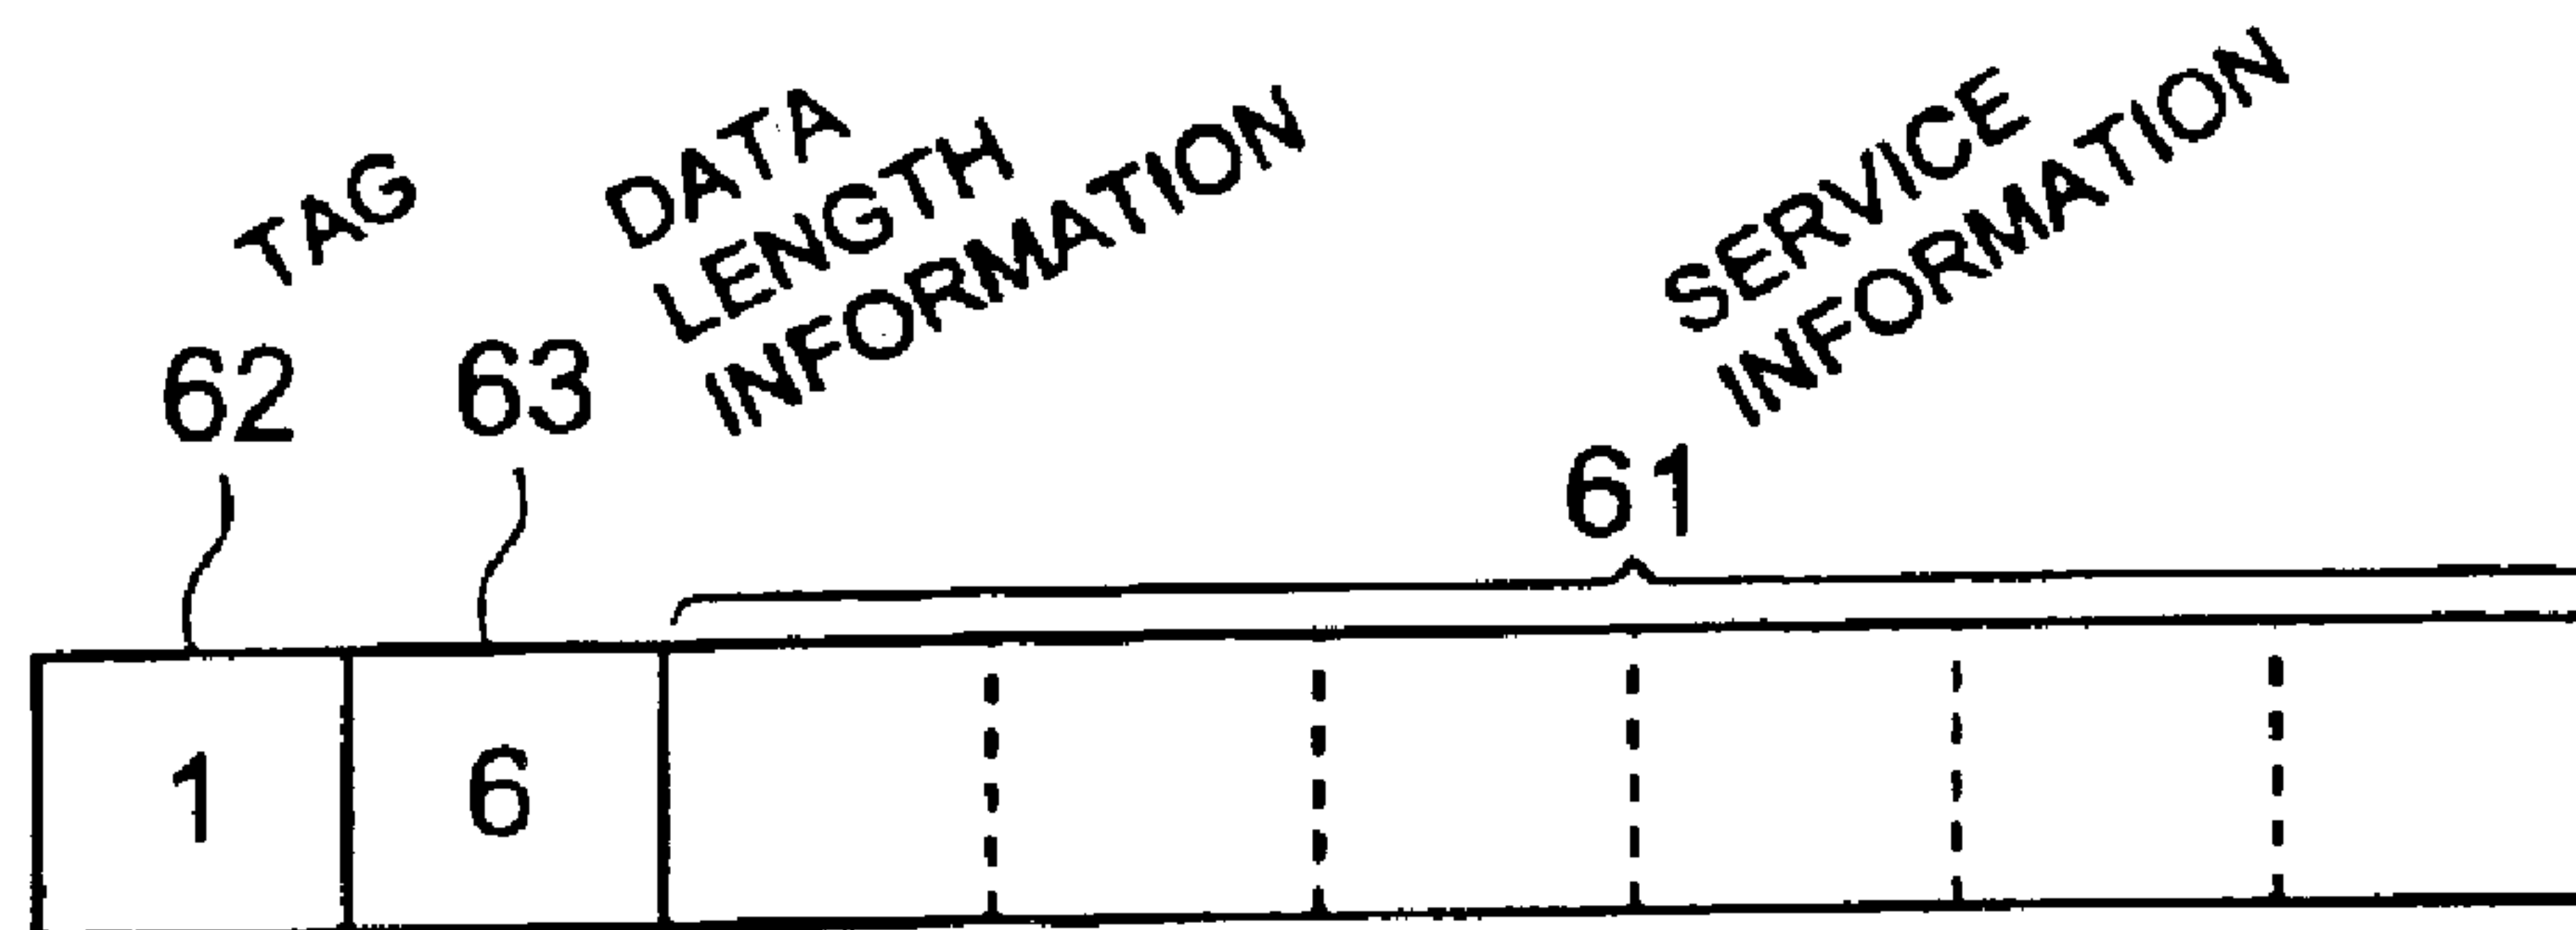 TAG
DATA
LENGTH
INFORMATION
SERVICE
INFORMATION
62
63
61
1
6